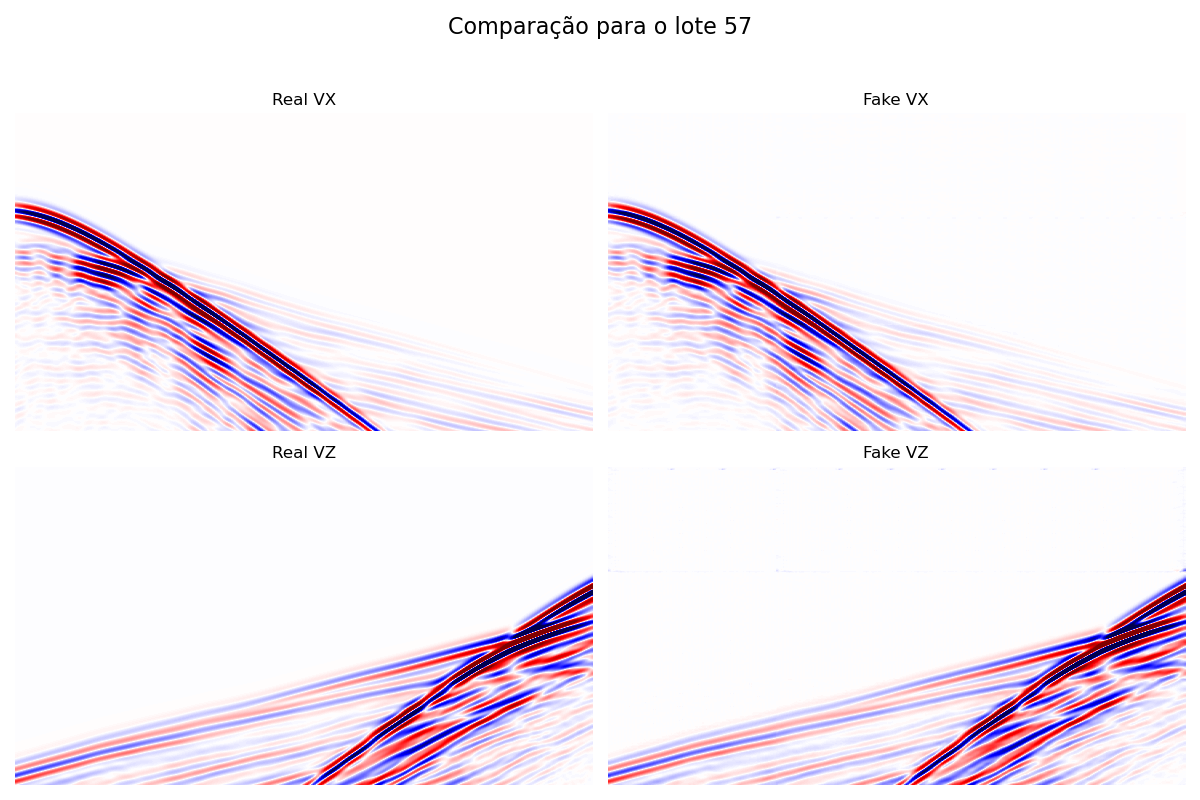 Comparação para o lote 57
Real VX
Fake VX
Real VZ
Fake VZ